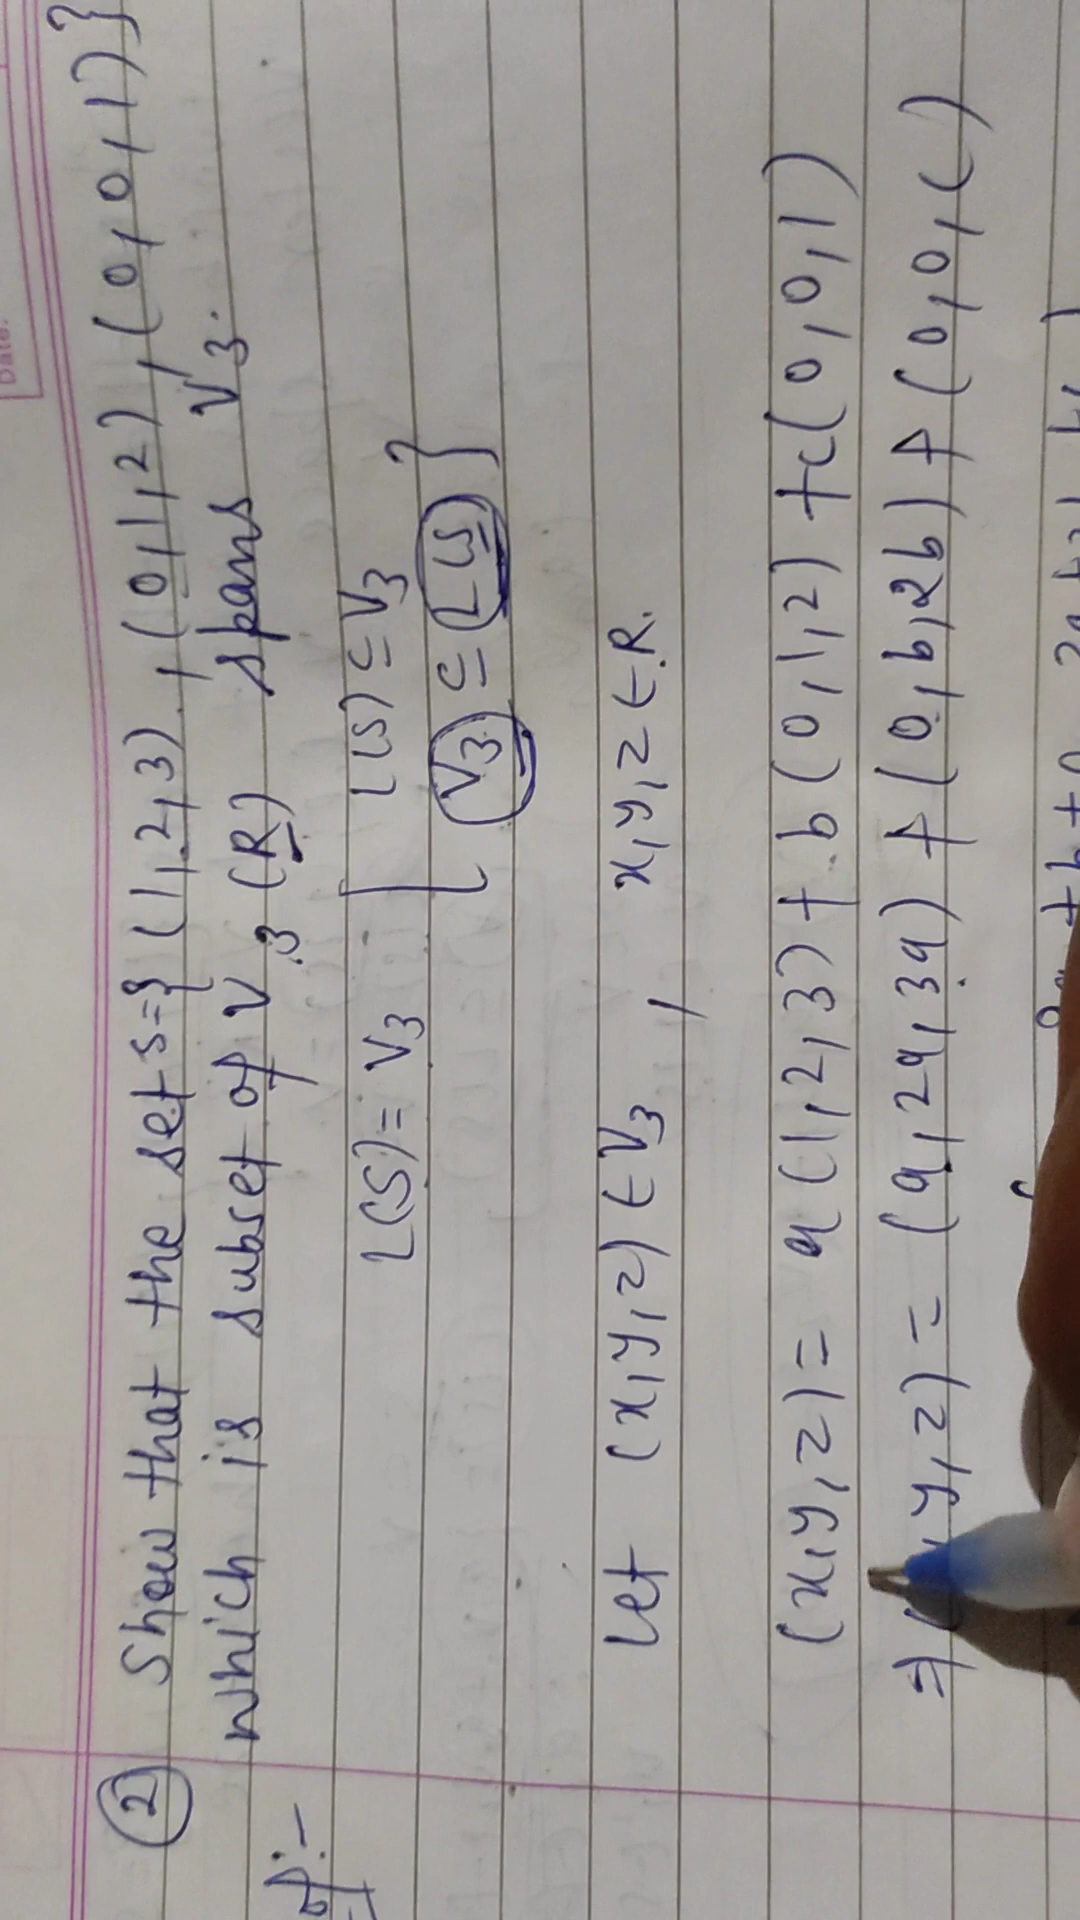 Date:
② Show that the set S={(1,2,3), (0,1,2), (0,0,1)}
which is subset of V3 (R) spans V3.
L(S)= V3 [ L(S) ⊆ V3
V3 ⊆ L(S) }
Let (x,y,z) ∈ V3 , x,y,z ∈ R.
(x,y,z) = a(1,2,3) + b(0,1,2) + c(0,0,1)
⇒ ,y,z) = (a,2a,3a) + (0,b,2b) + (0,0,c)